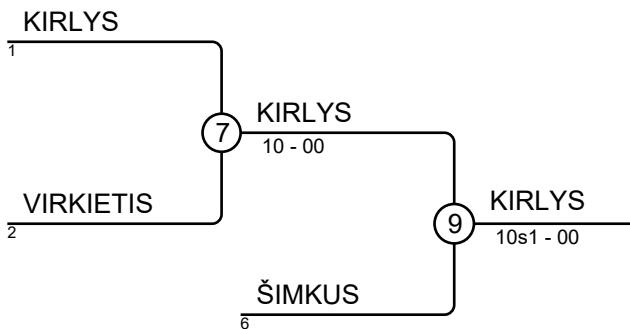 KIRLYS
1
7
KIRLYS
10 - 00
VIRKIETIS
2
9
KIRLYS
10s1 - 00
ŠIMKUS
6